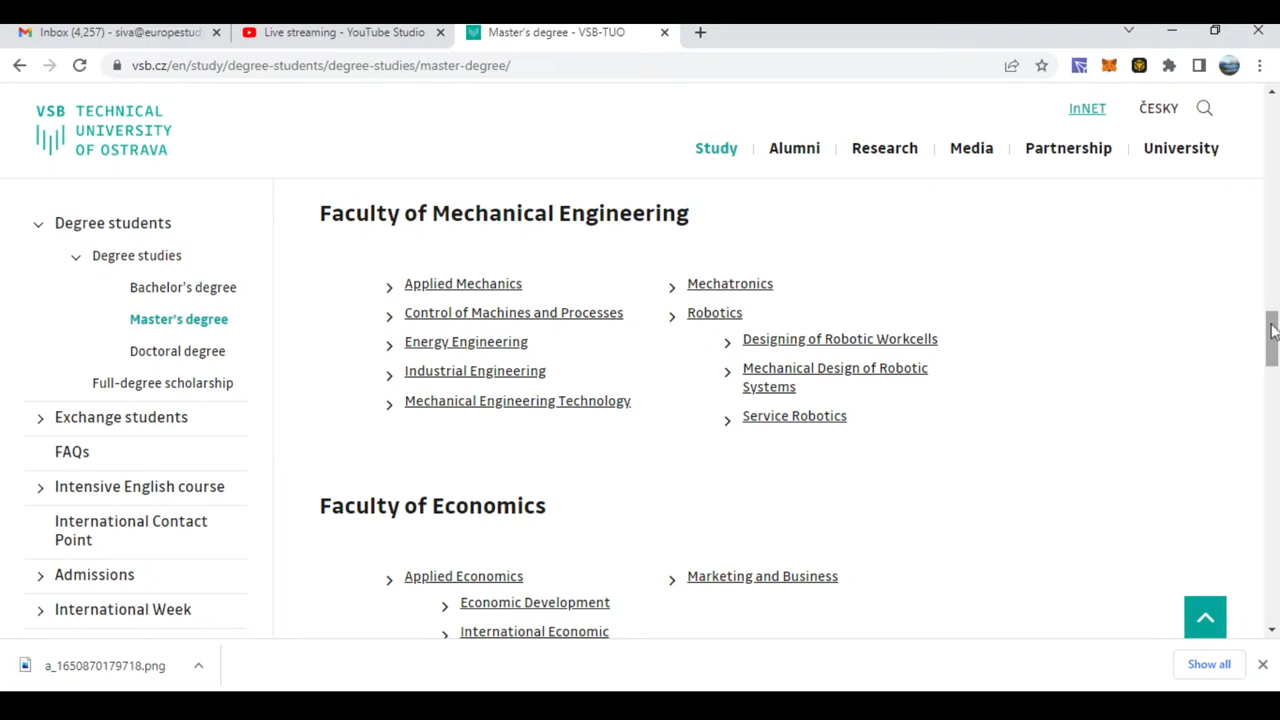 Inbox (4,257) - siva@europestud
Live streaming - YouTube Studio
Master's degree - VSB-TUO
vsb.cz/en/study/degree-students/degree-studies/master-degree/
VSB TECHNICAL
UNIVERSITY
OF OSTRAVA
InNET
ČESKY
Study
Alumni
Research
Media
Partnership
University
Degree students
Degree studies
Bachelor's degree
Master's degree
Doctoral degree
Full-degree scholarship
Exchange students
FAQs
Intensive English course
International Contact
Point
Admissions
International Week
Faculty of Mechanical Engineering
Applied Mechanics
Control of Machines and Processes
Energy Engineering
Industrial Engineering
Mechanical Engineering Technology
Mechatronics
Robotics
Designing of Robotic Workcells
Mechanical Design of Robotic
Systems
Service Robotics
Faculty of Economics
Applied Economics
Economic Development
International Economic
Marketing and Business
a_1650870179718.png
Show all